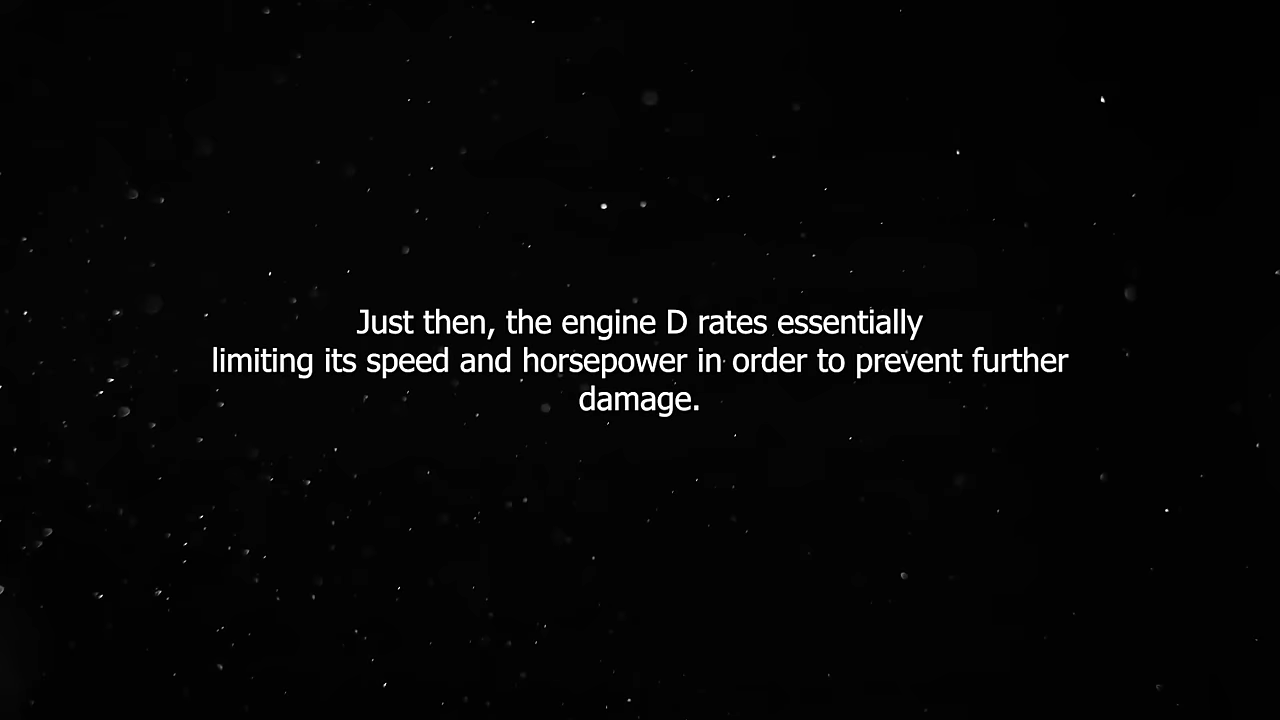 Just then, the engine D rates essentially
limiting its speed and horsepower in order to prevent further
damage.